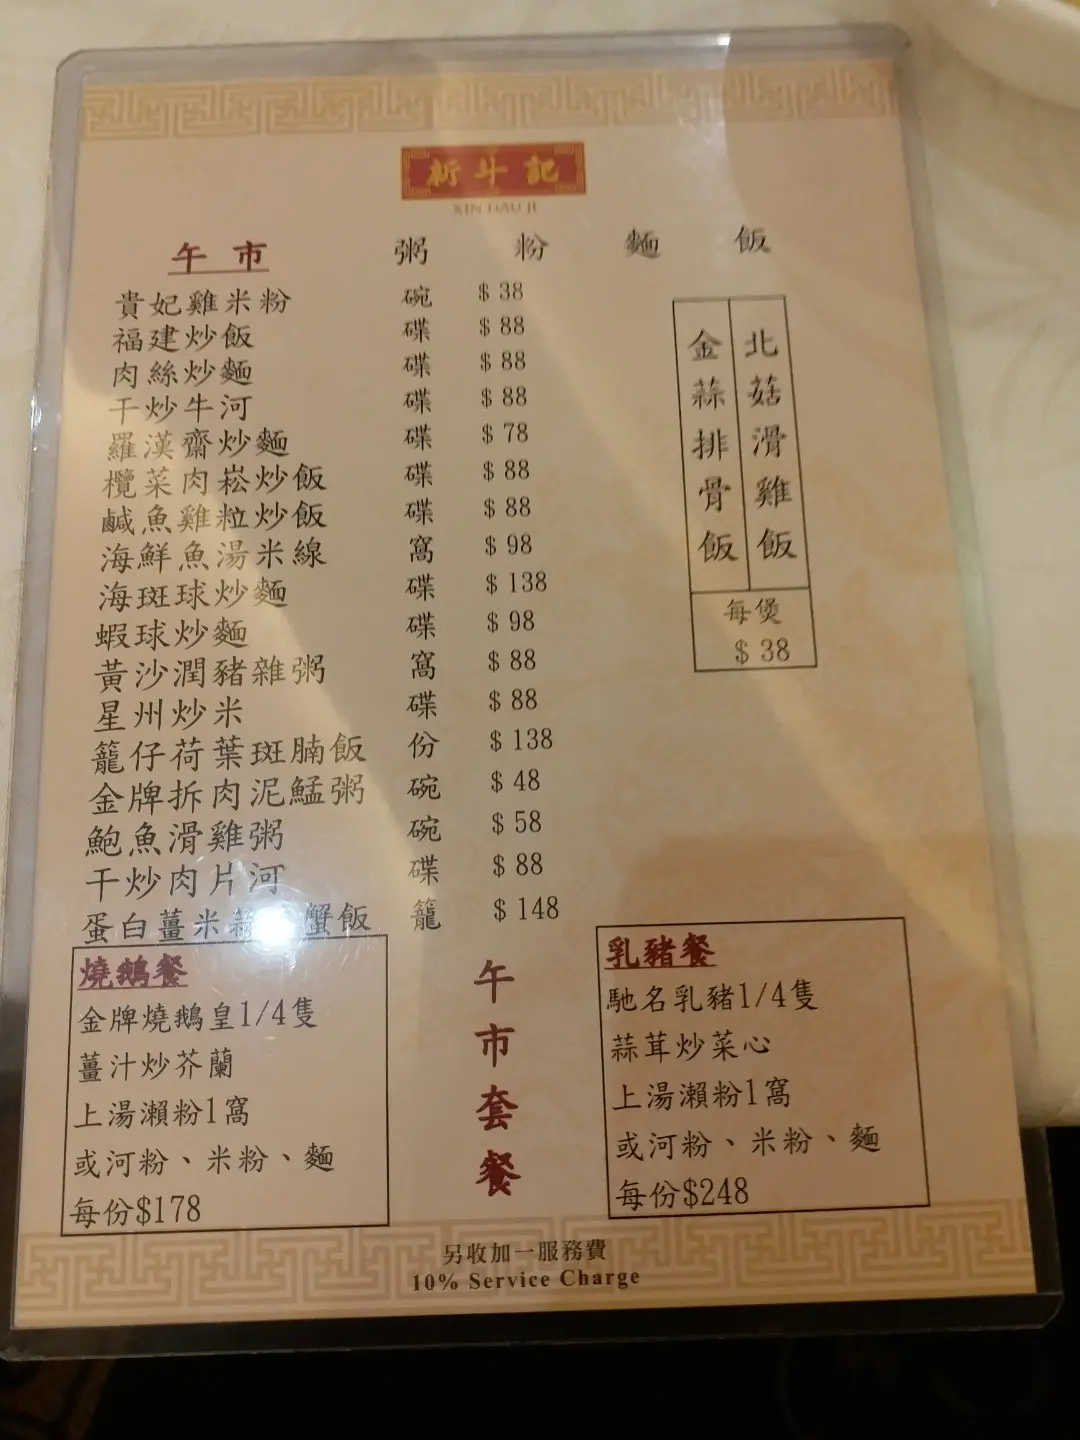 新斗記
XIN DAU JI
午市 粥 粉 麵 飯
貴妃雞米粉 碗 $38
福建炒飯 碟 $88
肉絲炒麵 碟 $88
干炒牛河 碟 $88
羅漢齋炒麵 碟 $78
欖菜肉崧炒飯 碟 $88
鹹魚雞粒炒飯 碟 $88
海鮮魚湯米線 窩 $98
海斑球炒麵 碟 $138
蝦球炒麵 碟 $98
黃沙潤豬雜粥 窩 $88
星州炒米 碟 $88
籠仔荷葉斑腩飯 份 $138
金牌拆肉泥鯭粥 碗 $48
鮑魚滑雞粥 碗 $58
干炒肉片河 碟 $88
蛋白薑米蒜 蟹飯 籠 $148
北菇滑雞飯
金蒜排骨飯
每煲
$38
燒鵝餐
金牌燒鵝皇1/4隻
薑汁炒芥蘭
上湯瀨粉1窩
或河粉、米粉、麵
每份$178
午市套餐
乳豬餐
馳名乳豬1/4隻
蒜茸炒菜心
上湯瀨粉1窩
或河粉、米粉、麵
每份$248
另收加一服務費
10% Service Charge